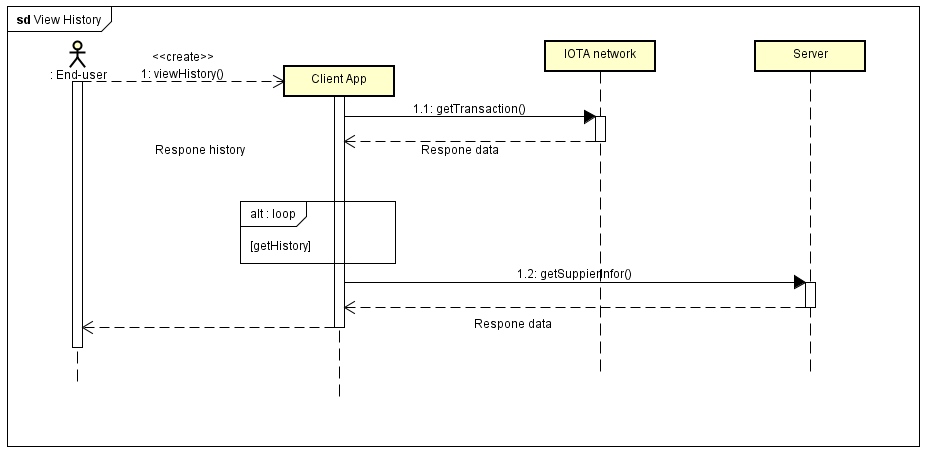 sd View History
<<create>>
1: viewHistory()
: End-user
Client App
IOTA network
Server
1.1: getTransaction()
Respone data
Respone history
alt : loop
[getHistory]
1.2: getSuppierInfor()
Respone data